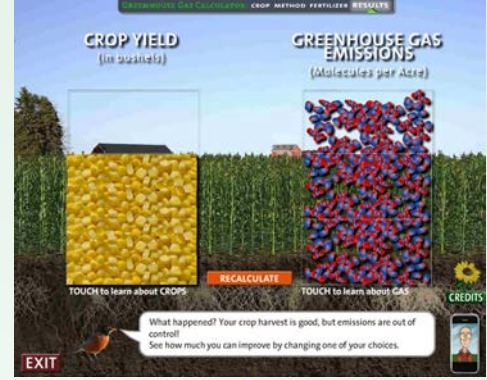 GREENHOUSE GAS CALCULATOR: CROP METHOD FERTILIZER RESULTS
CROP YIELD
(in bushels)
GREENHOUSE GAS
EMISSIONS
(Molecules per Acre)
RECALCULATE
TOUCH to learn about CROPS
TOUCH to learn about GAS
CREDITS
What happened? Your crop harvest is good, but emissions are out of
control!
See how much you can improve by changing one of your choices.
EXIT